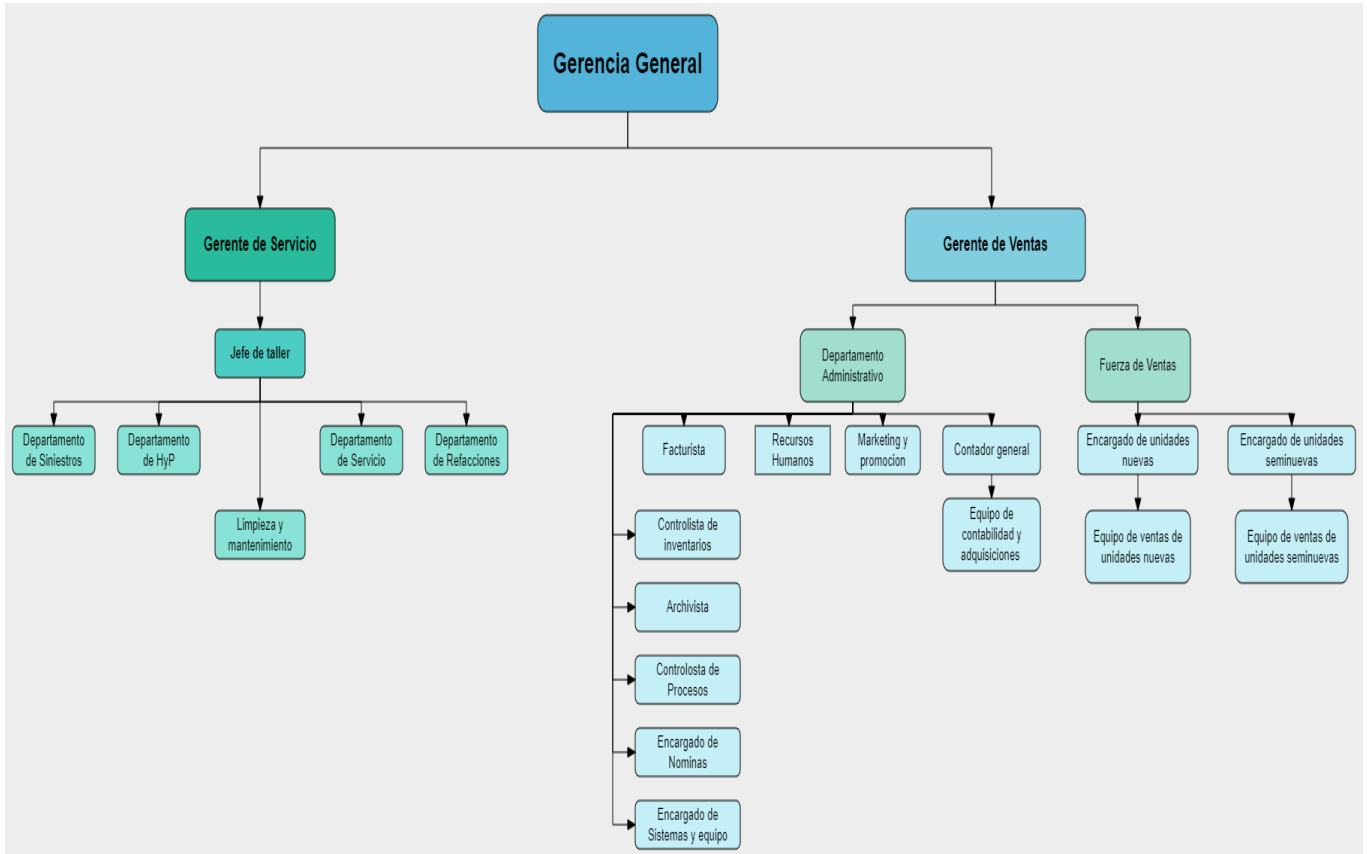 Gerencia General
Gerente de Servicio
Gerente de Ventas
Jefe de taller
Departamento
Administrativo
Fuerza de Ventas
Departamento
de Siniestros
Departamento
de HyP
Departamento
de Servicio
Departamento
de Refacciones
Limpieza y
mantenimiento
Facturista
Recursos
Humanos
Marketing y
promocion
Contador general
Encargado de unidades
nuevas
Encargado de unidades
seminuevas
Controlista de
inventarios
Equipo de
contabilidad y
adquisiciones
Equipo de ventas de
unidades nuevas
Equipo de ventas de
unidades seminuevas
Archivista
Controlosta de
Procesos
Encargado de
Nominas
Encargado de
Sistemas y equipo